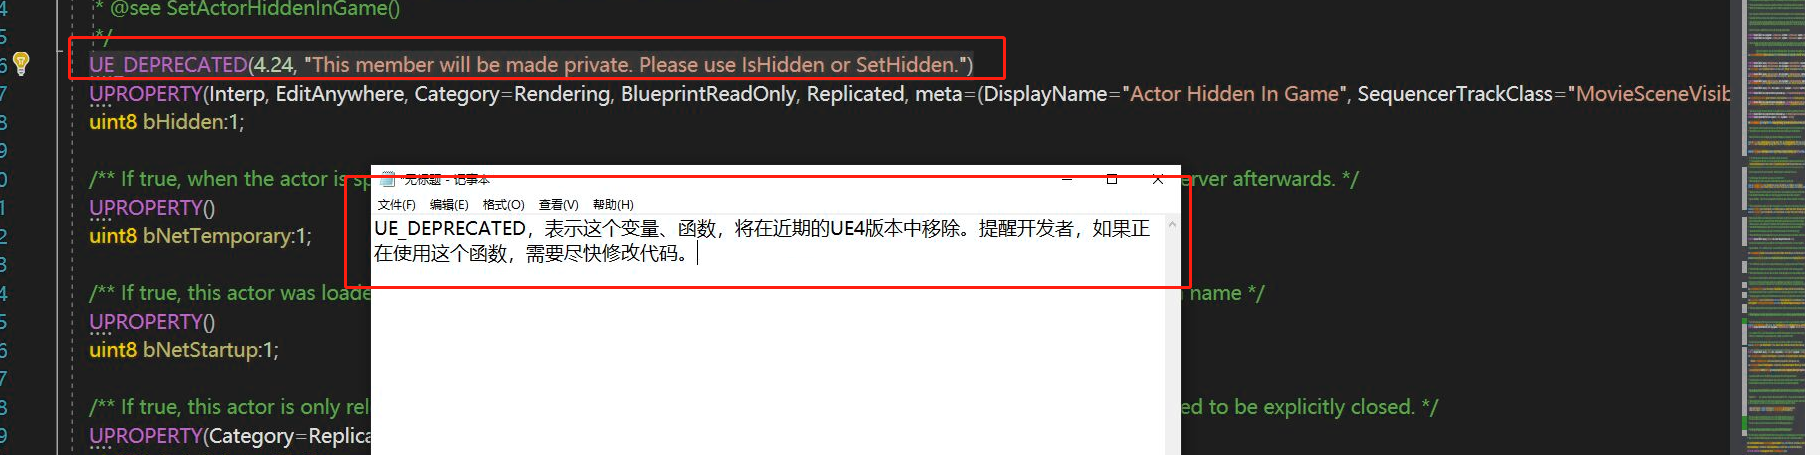 4
* @see SetActorHiddenInGame()
5
*/
6
UE_DEPRECATED(4.24, "This member will be made private. Please use IsHidden or SetHidden.")
7
UPROPERTY(Interp, EditAnywhere, Category=Rendering, BlueprintReadOnly, Replicated, meta=(DisplayName="Actor Hidden In Game", SequencerTrackClass="MovieSceneVisib
8
uint8 bHidden:1;
9
*无标题 - 记事本
0
/** If true, when the actor is sp
erver afterwards. */
文件(F) 编辑(E) 格式(O) 查看(V) 帮助(H)
1
UPROPERTY()
UE_DEPRECATED，表示这个变量、函数，将在近期的UE4版本中移除。提醒开发者，如果正
在使用这个函数，需要尽快修改代码。
2
uint8 bNetTemporary:1;
3
4
/** If true, this actor was loade
name */
5
UPROPERTY()
6
uint8 bNetStartup:1;
7
8
/** If true, this actor is only rel
ed to be explicitly closed. */
9
UPROPERTY(Category=Replica